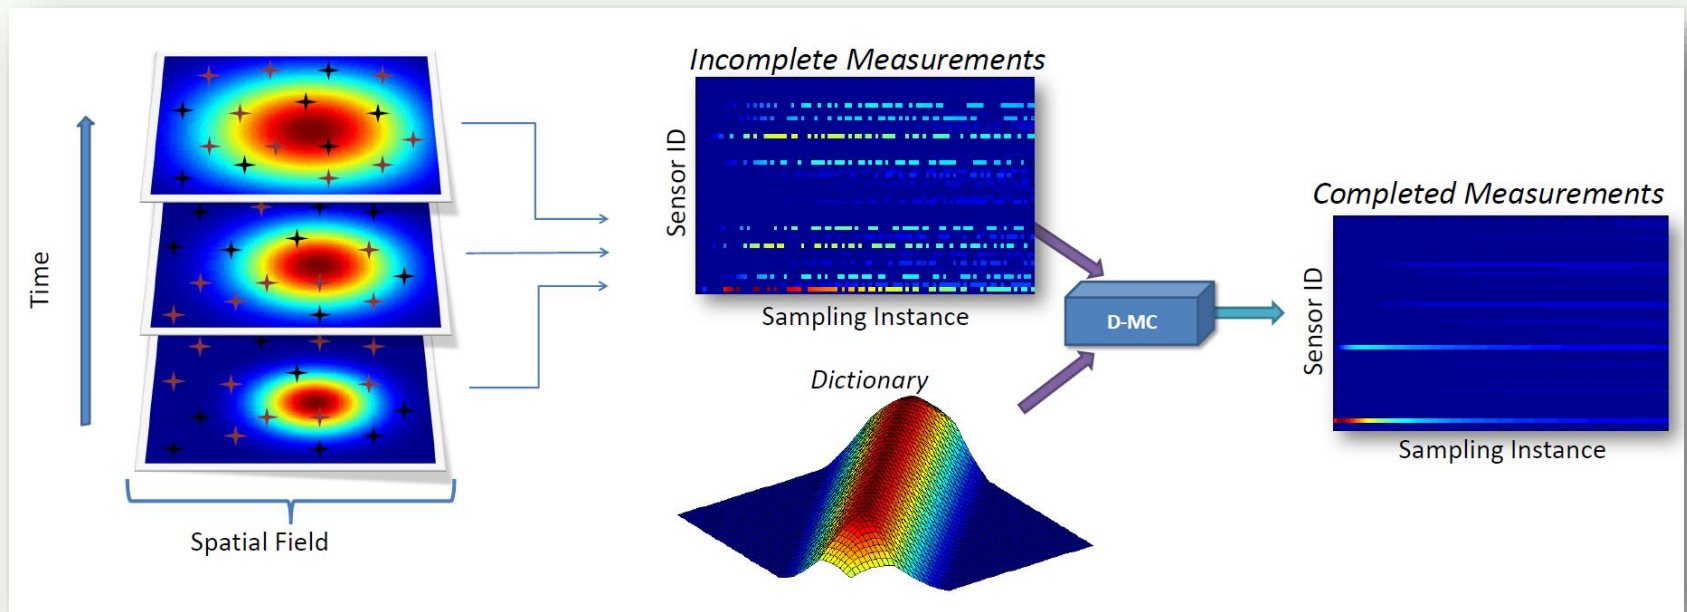 Time
Spatial Field
Incomplete Measurements
Sensor ID
Sampling Instance
Dictionary
D-MC
Completed Measurements
Sensor ID
Sampling Instance